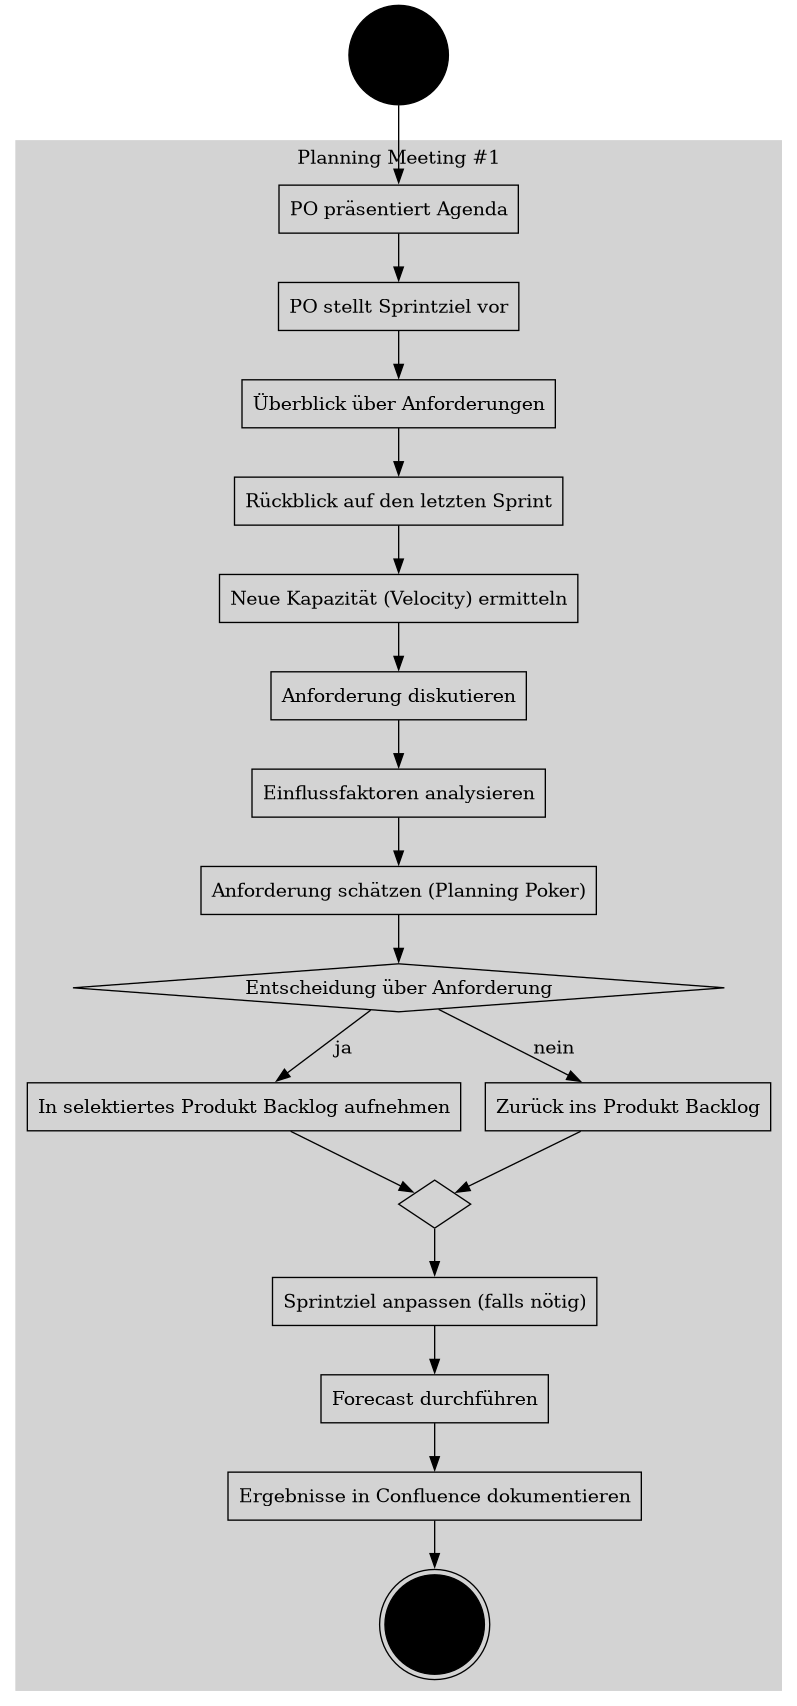 Planning Meeting #1
PO präsentiert Agenda
PO stellt Sprintziel vor
Überblick über Anforderungen
Rückblick auf den letzten Sprint
Neue Kapazität (Velocity) ermitteln
Anforderung diskutieren
Einflussfaktoren analysieren
Anforderung schätzen (Planning Poker)
Entscheidung über Anforderung
ja
nein
In selektiertes Produkt Backlog aufnehmen
Zurück ins Produkt Backlog
Sprintziel anpassen (falls nötig)
Forecast durchführen
Ergebnisse in Confluence dokumentieren